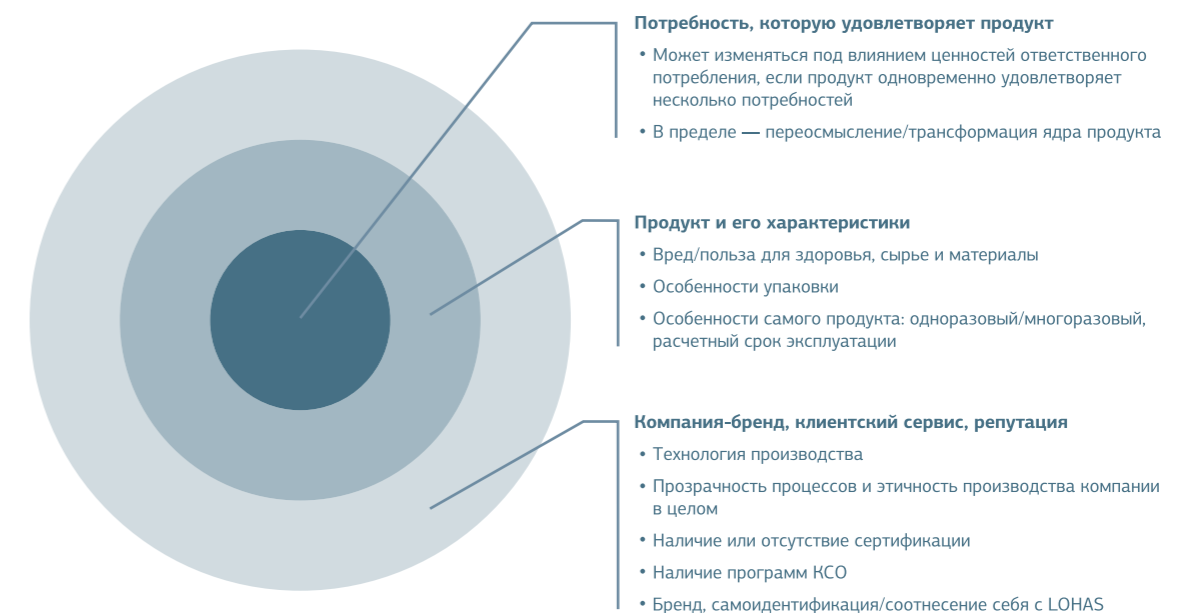 Потребность, которую удовлетворяет продукт
• Может изменяться под влиянием ценностей ответственного
потребления, если продукт одновременно удовлетворяет
несколько потребностей
• В пределе — переосмысление/трансформация ядра продукта
Продукт и его характеристики
• Вред/польза для здоровья, сырье и материалы
• Особенности упаковки
• Особенности самого продукта: одноразовый/многоразовый,
расчетный срок эксплуатации
Компания-бренд, клиентский сервис, репутация
• Технология производства
• Прозрачность процессов и этичность производства компании
в целом
• Наличие или отсутствие сертификации
• Наличие программ КСО
• Бренд, самоидентификация/соотнесение себя с LOHAS